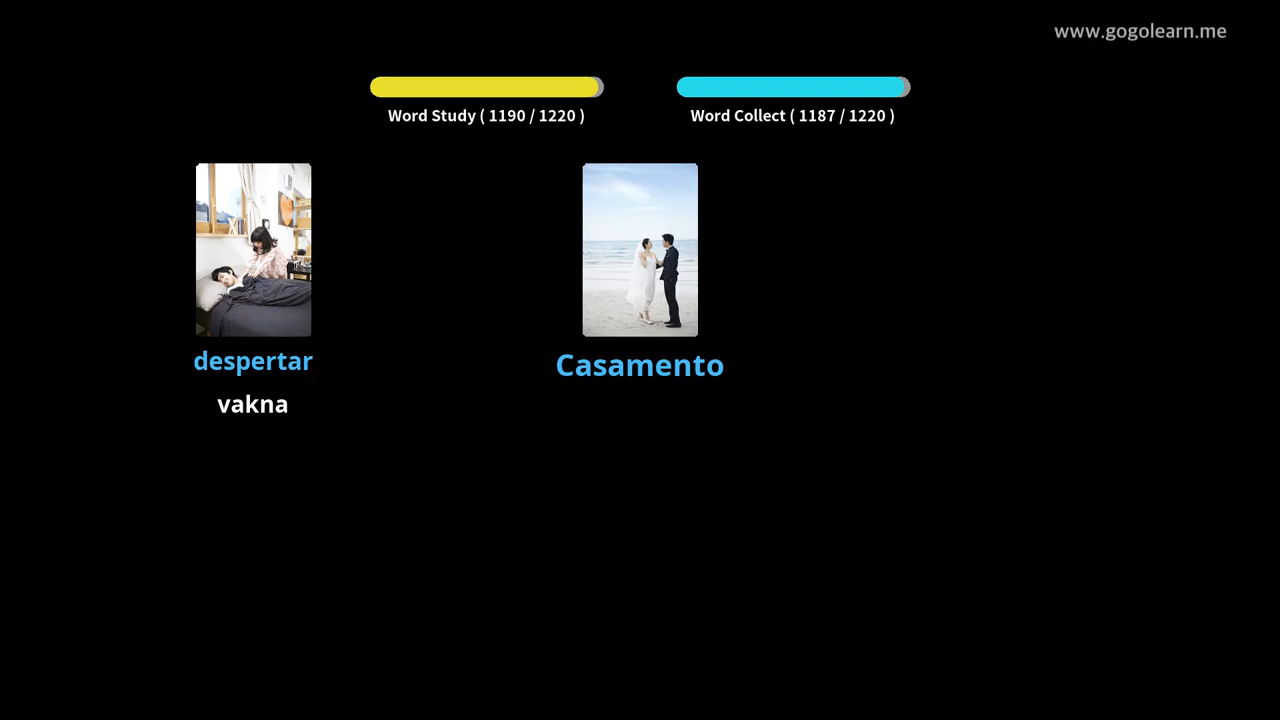 www.gogolearn.me
Word Study ( 1190 / 1220 )
Word Collect ( 1187 / 1220 )
despertar
vakna
Casamento